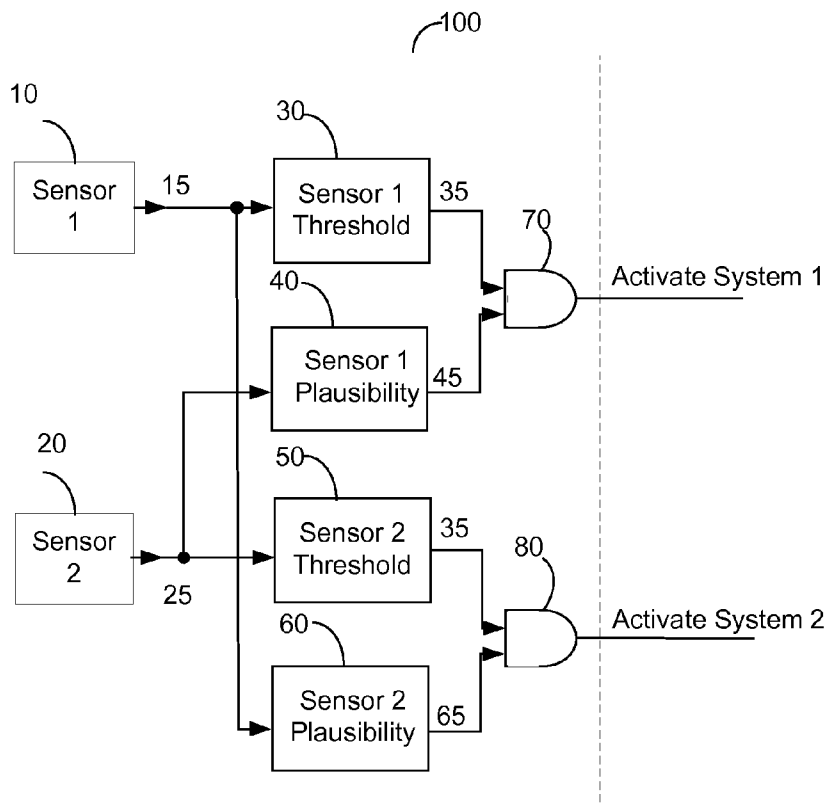 100
10
30
Sensor
1
15
Sensor 1
Threshold
35
70
Activate System 1
40
Sensor 1
Plausibility
45
20
50
Sensor
2
25
Sensor 2
Threshold
35
80
Activate System 2
60
Sensor 2
Plausibility
65